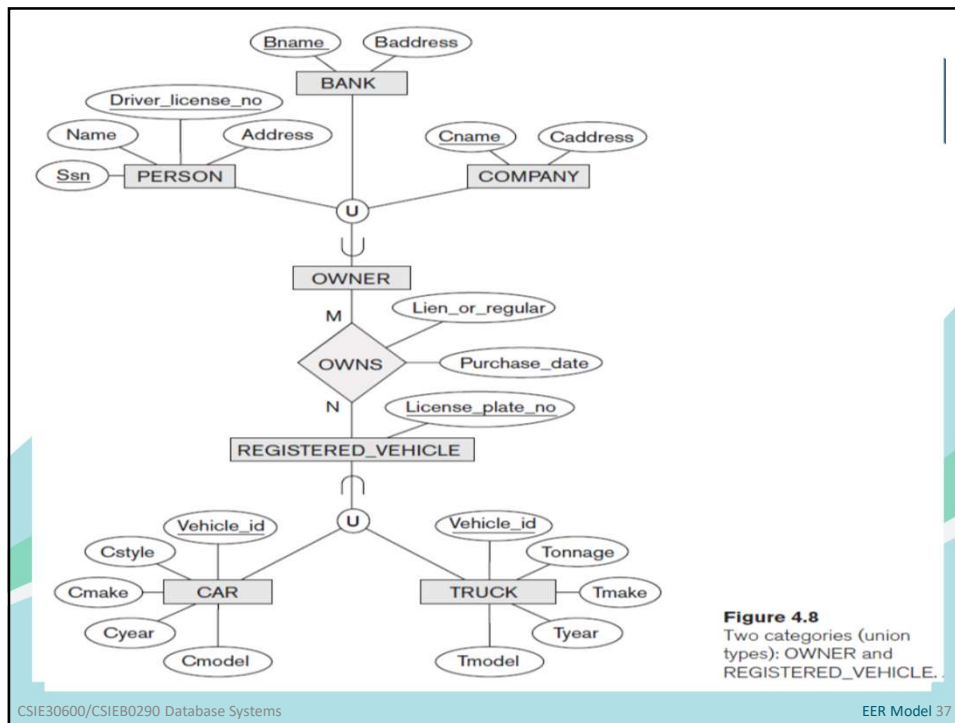 Bname
Baddress
BANK
Driver_license_no
Name
Address
Cname
Caddress
Ssn
PERSON
COMPANY
U
OWNER
M
Lien_or_regular
OWNS
Purchase_date
N
License_plate_no
REGISTERED_VEHICLE
U
Vehicle_id
Vehicle_id
Cstyle
Tonnage
Cmake
CAR
TRUCK
Tmake
Cyear
Tyear
Cmodel
Tmodel
Figure 4.8
Two categories (union
types): OWNER and
REGISTERED_VEHICLE.
CSIE30600/CSIEB0290 Database Systems
EER Model 37